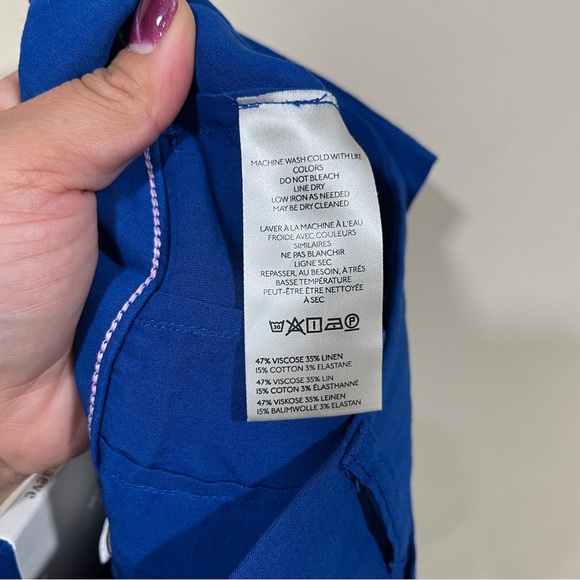 MACHINE WASH COLD WITH LIKE
COLORS
DO NOT BLEACH
LINE DRY
LOW IRON AS NEEDED
MAY BE DRY CLEANED
LAVER À LA MACHINE À L'EAU
FROIDE AVEC COULEURS
SIMILAIRES
NE PAS BLANCHIR
LIGNE SEC
REPASSER, AU BESOIN, À TRÈS
BASSE TEMPÉRATURE
PEUT-ÊTRE ÊTRE NETTOYÉE
À SEC
30 P
47% VISCOSE 35% LINEN
15% COTTON 3% ELASTANE
47% VISCOSE 35% LIN
15% COTON 3% ÉLASTHANNE
47% VISKOSE 35% LEINEN
15% BAUMWOLLE 3% ELASTAN
aeve